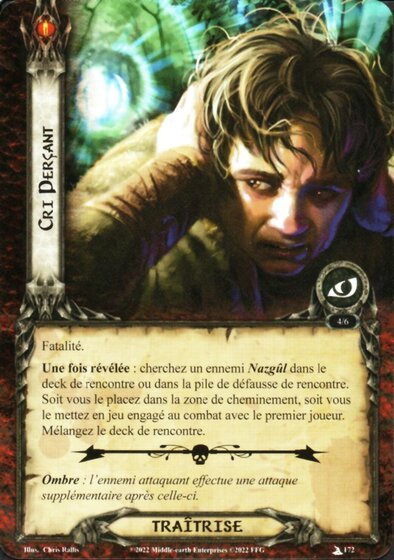 CRI PERÇANT
4/6
Fatalité.
Une fois révélée : cherchez un ennemi Nazgûl dans le
deck de rencontre ou dans la pile de défausse de rencontre.
Soit vous le placez dans la zone de cheminement, soit vous
le mettez en jeu engagé au combat avec le premier joueur.
Mélangez le deck de rencontre.
Ombre : l'ennemi attaquant effectue une attaque
supplémentaire après celle-ci.
TRAÎTRISE
Illus. Chris Rallis ©2022 Middle-earth Enterprises ©2022 FFG 172